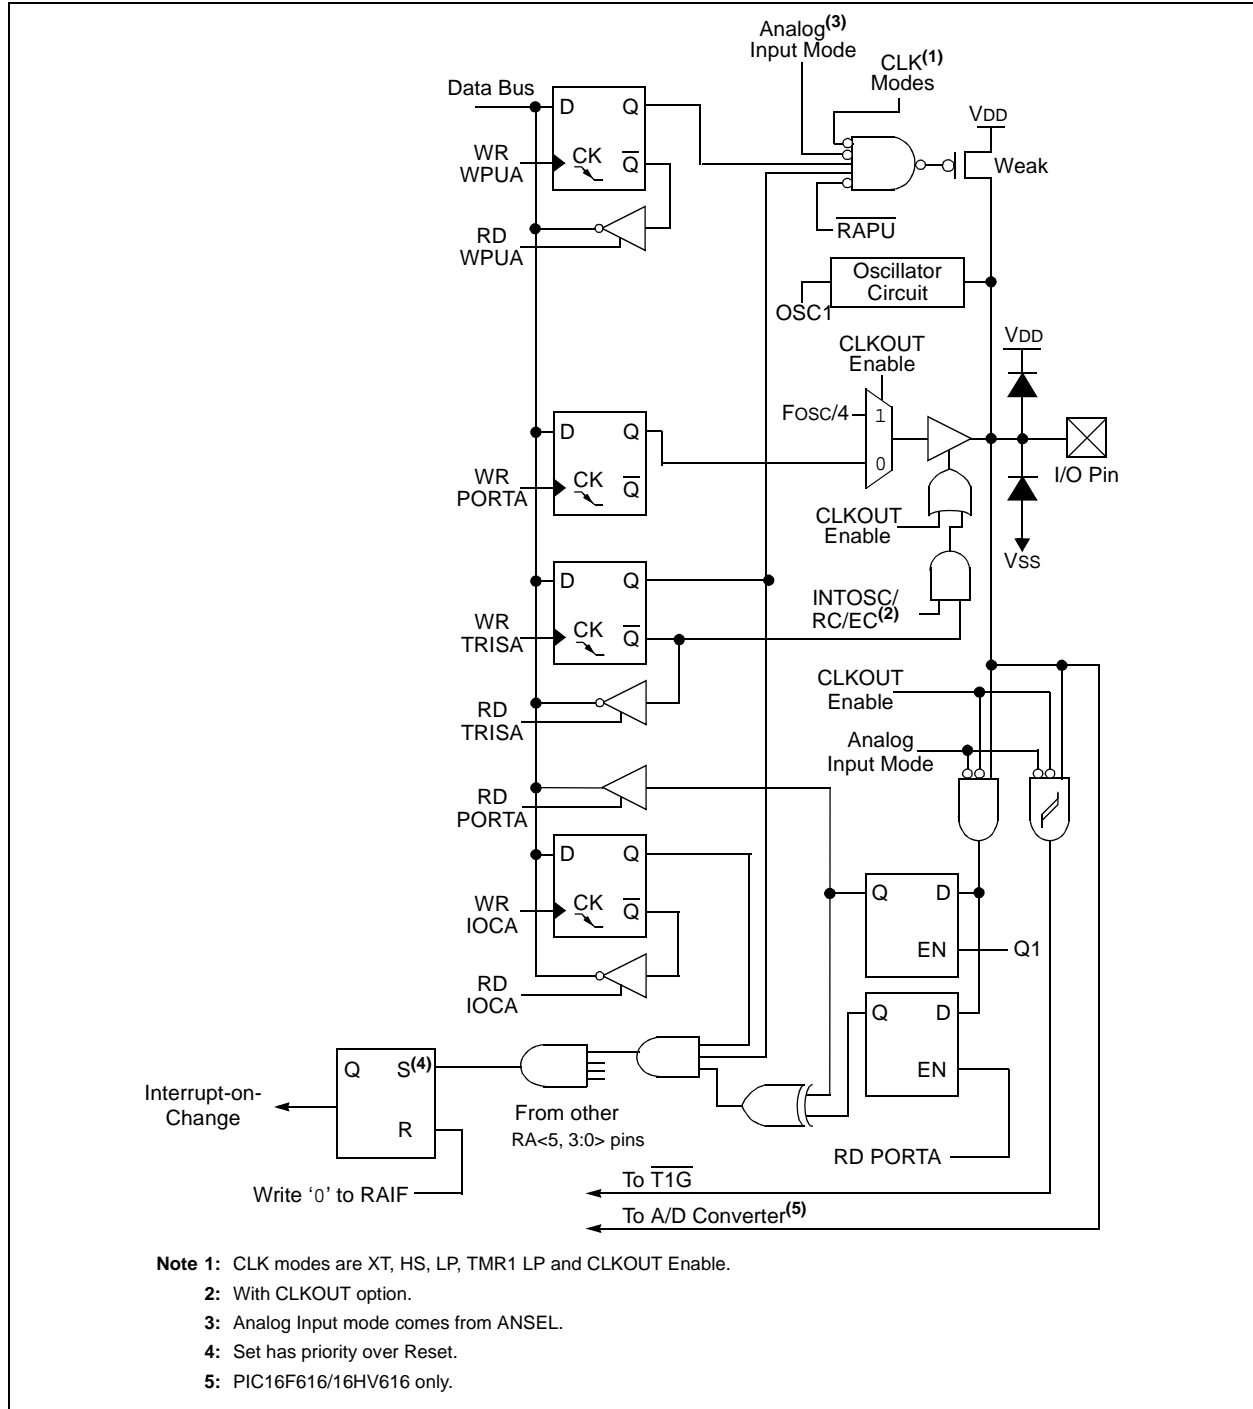 Analog(3)
Input Mode
CLK(1)
Modes
Data Bus
VDD
D
Q
WR
WPUA
CK
Q
Weak
RD
WPUA
RAPU
Oscillator
Circuit
OSC1
CLKOUT
Enable
VDD
FOSC/4
1
0
D
Q
WR
PORTA
CK
Q
I/O Pin
CLKOUT
Enable
VSS
D
Q
INTOSC/
RC/EC(2)
WR
TRISA
CK
Q
CLKOUT
Enable
RD
TRISA
Analog
Input Mode
RD
PORTA
D
Q
WR
IOCA
CK
Q
Q
D
EN
Q1
RD
IOCA
Q
D
EN
Q
S(4)
R
Interrupt-on-
Change
From other
RA<5, 3:0> pins
RD PORTA
Write ‘0’ to RAIF
To T1G
To A/D Converter(5)
Note 1: CLK modes are XT, HS, LP, TMR1 LP and CLKOUT Enable.
2: With CLKOUT option.
3: Analog Input mode comes from ANSEL.
4: Set has priority over Reset.
5: PIC16F616/16HV616 only.